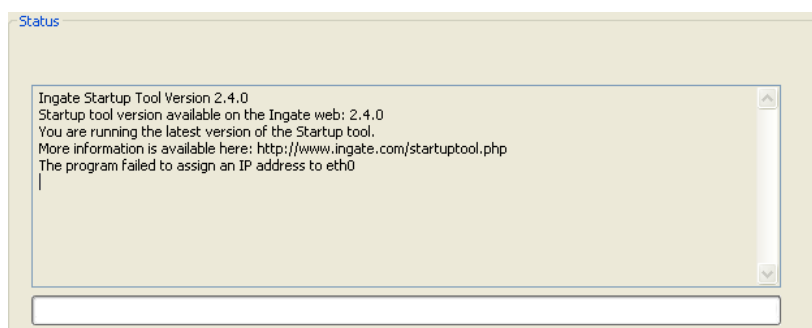 Status
Ingate Startup Tool Version 2.4.0
Startup tool version available on the Ingate web: 2.4.0
You are running the latest version of the Startup tool.
More information is available here: http://www.ingate.com/startuptool.php
The program failed to assign an IP address to eth0